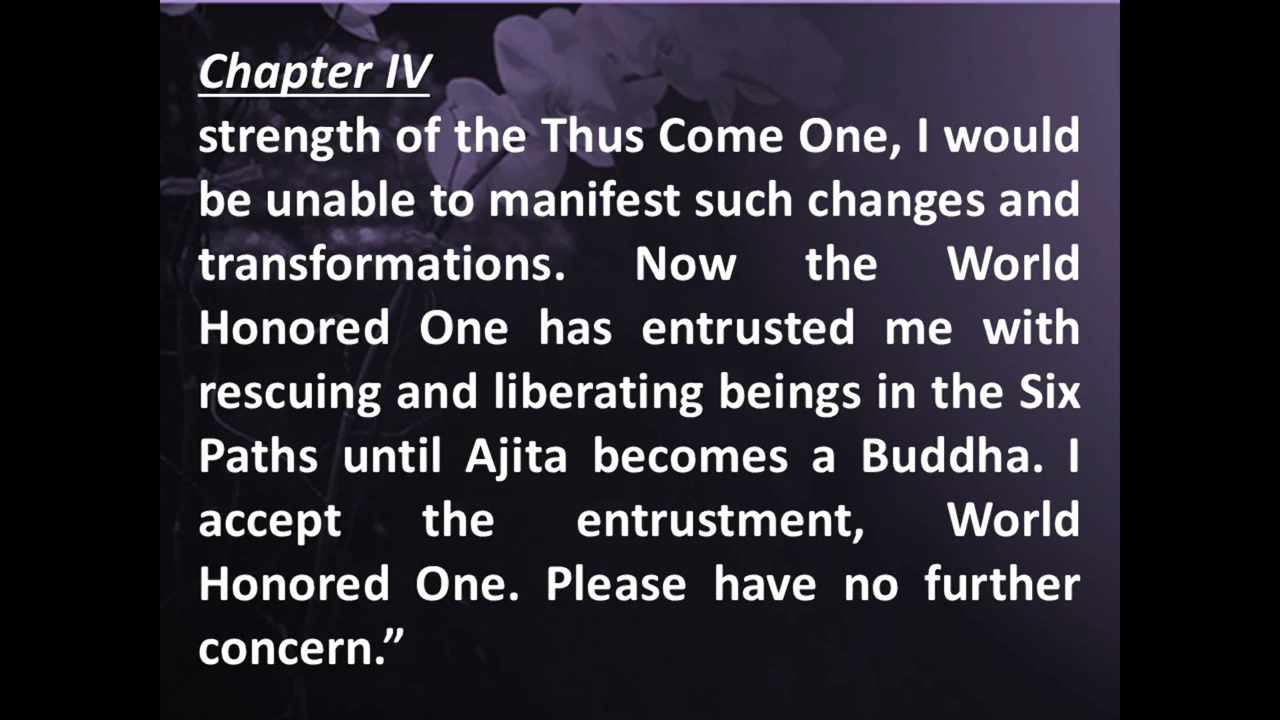 Chapter IV
strength of the Thus Come One, I would
be unable to manifest such changes and
transformations. Now the World
Honored One has entrusted me with
rescuing and liberating beings in the Six
Paths until Ajita becomes a Buddha. I
accept the entrustment, World
Honored One. Please have no further
concern.”